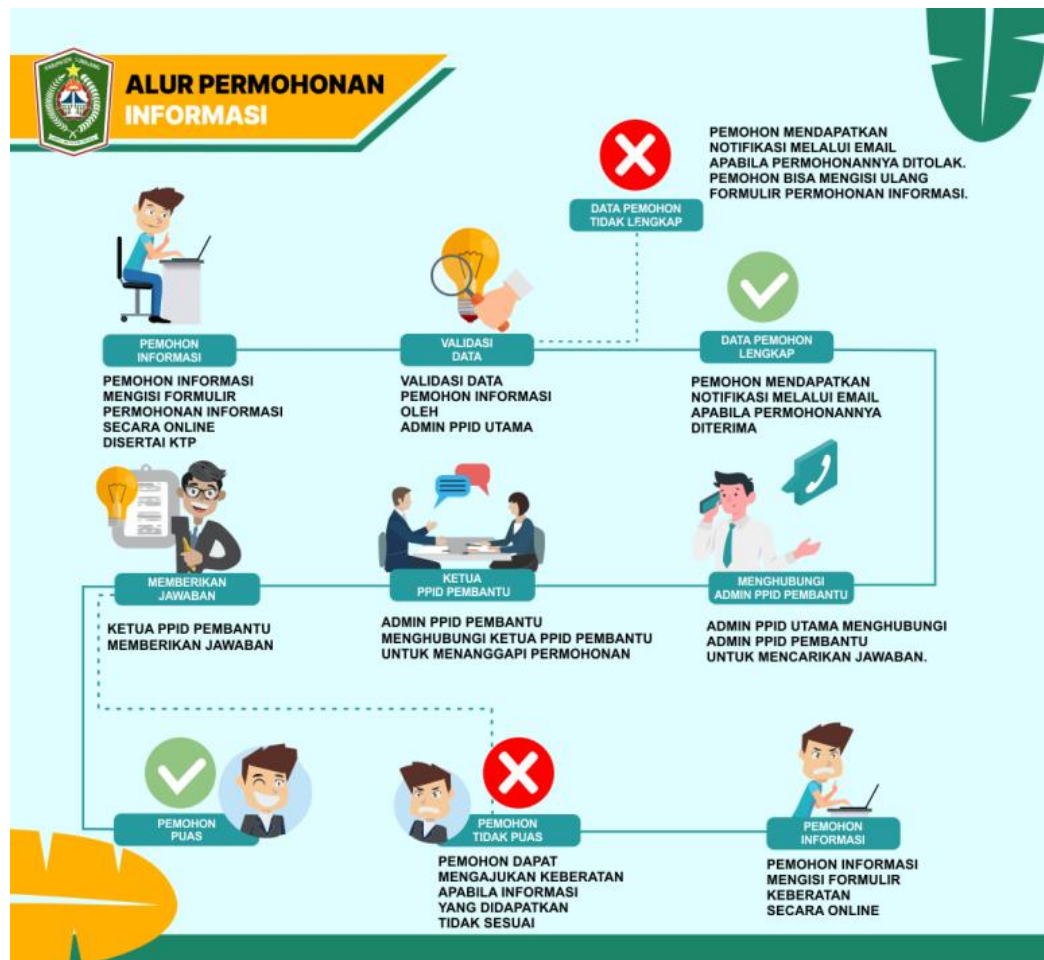 ALUR PERMOHONAN
INFORMASI
PEMOHON MENDAPATKAN
NOTIFIKASI MELALUI EMAIL
APABILA PERMOHONANNYA DITOLAK.
PEMOHON BISA MENGISI ULANG
FORMULIR PERMOHONAN INFORMASI.
DATA PEMOHON
TIDAK LENGKAP
PEMOHON
INFORMASI
PEMOHON INFORMASI
MENGISI FORMULIR
PERMOHONAN INFORMASI
SECARA ONLINE
DISERTAI KTP
VALIDASI
DATA
VALIDASI DATA
PEMOHON INFORMASI
OLEH
ADMIN PPID UTAMA
DATA PEMOHON
LENGKAP
PEMOHON MENDAPATKAN
NOTIFIKASI MELALUI EMAIL
APABILA PERMOHONANNYA
DITERIMA
MEMBERIKAN
JAWABAN
KETUA PPID PEMBANTU
MEMBERIKAN JAWABAN
KETUA
PPID PEMBANTU
ADMIN PPID PEMBANTU
MENGHUBUNGI KETUA PPID PEMBANTU
UNTUK MENANGGAPI PERMOHONAN
MENGHUBUNGI
ADMIN PPID PEMBANTU
ADMIN PPID UTAMA MENGHUBUNGI
ADMIN PPID PEMBANTU
UNTUK MENCARIKAN JAWABAN.
PEMOHON
PUAS
PEMOHON
TIDAK PUAS
PEMOHON DAPAT
MENGAJUKAN KEBERATAN
APABILA INFORMASI
YANG DIDAPATKAN
TIDAK SESUAI
PEMOHON
INFORMASI
PEMOHON INFORMASI
MENGISI FORMULIR
KEBERATAN
SECARA ONLINE